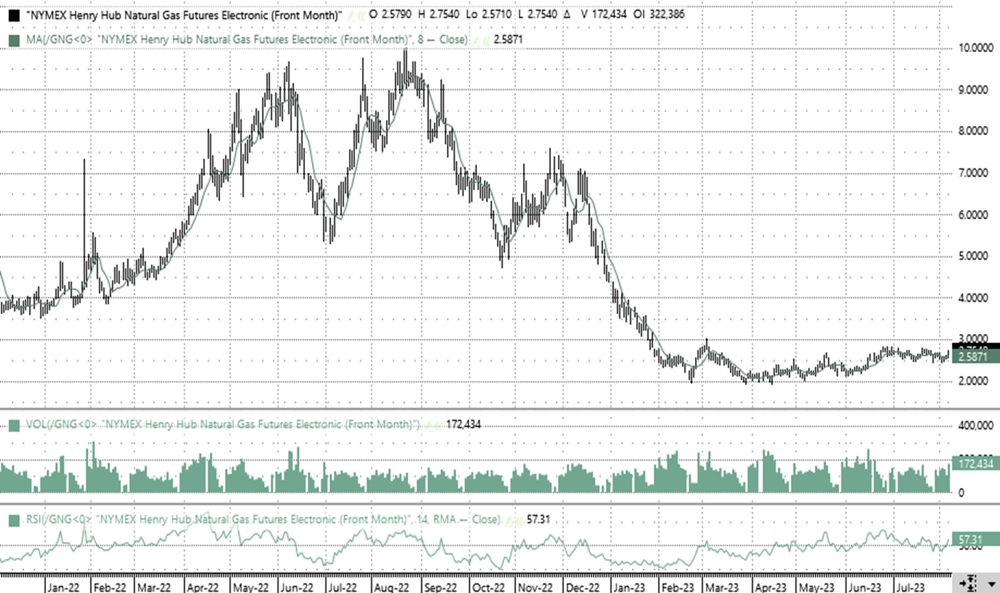 "NYMEX Henry Hub Natural Gas Futures Electronic (Front Month)" O 2.5790 H 2.7540 Lo 2.5710 L 2.7540 Δ V 172,434 OI 322,386
MA(/GNG<0> "NYMEX Henry Hub Natural Gas Futures Electronic (Front Month)", 8 ← Close) 2.5871
10.0000
9.0000
8.0000
7.0000
6.0000
5.0000
4.0000
3.0000
2.5871
2.0000
VOL(/GNG<0> "NYMEX Henry Hub Natural Gas Futures Electronic (Front Month)") 172,434
400,000
172,434
0
RSI(/GNG<0> "NYMEX Henry Hub Natural Gas Futures Electronic (Front Month)", 14, RMA ← Close) 57.31
57.31
Jan-22 Feb-22 Mar-22 Apr-22 May-22 Jun-22 Jul-22 Aug-22 Sep-22 Oct-22 Nov-22 Dec-22 Jan-23 Feb-23 Mar-23 Apr-23 May-23 Jun-23 Jul-23